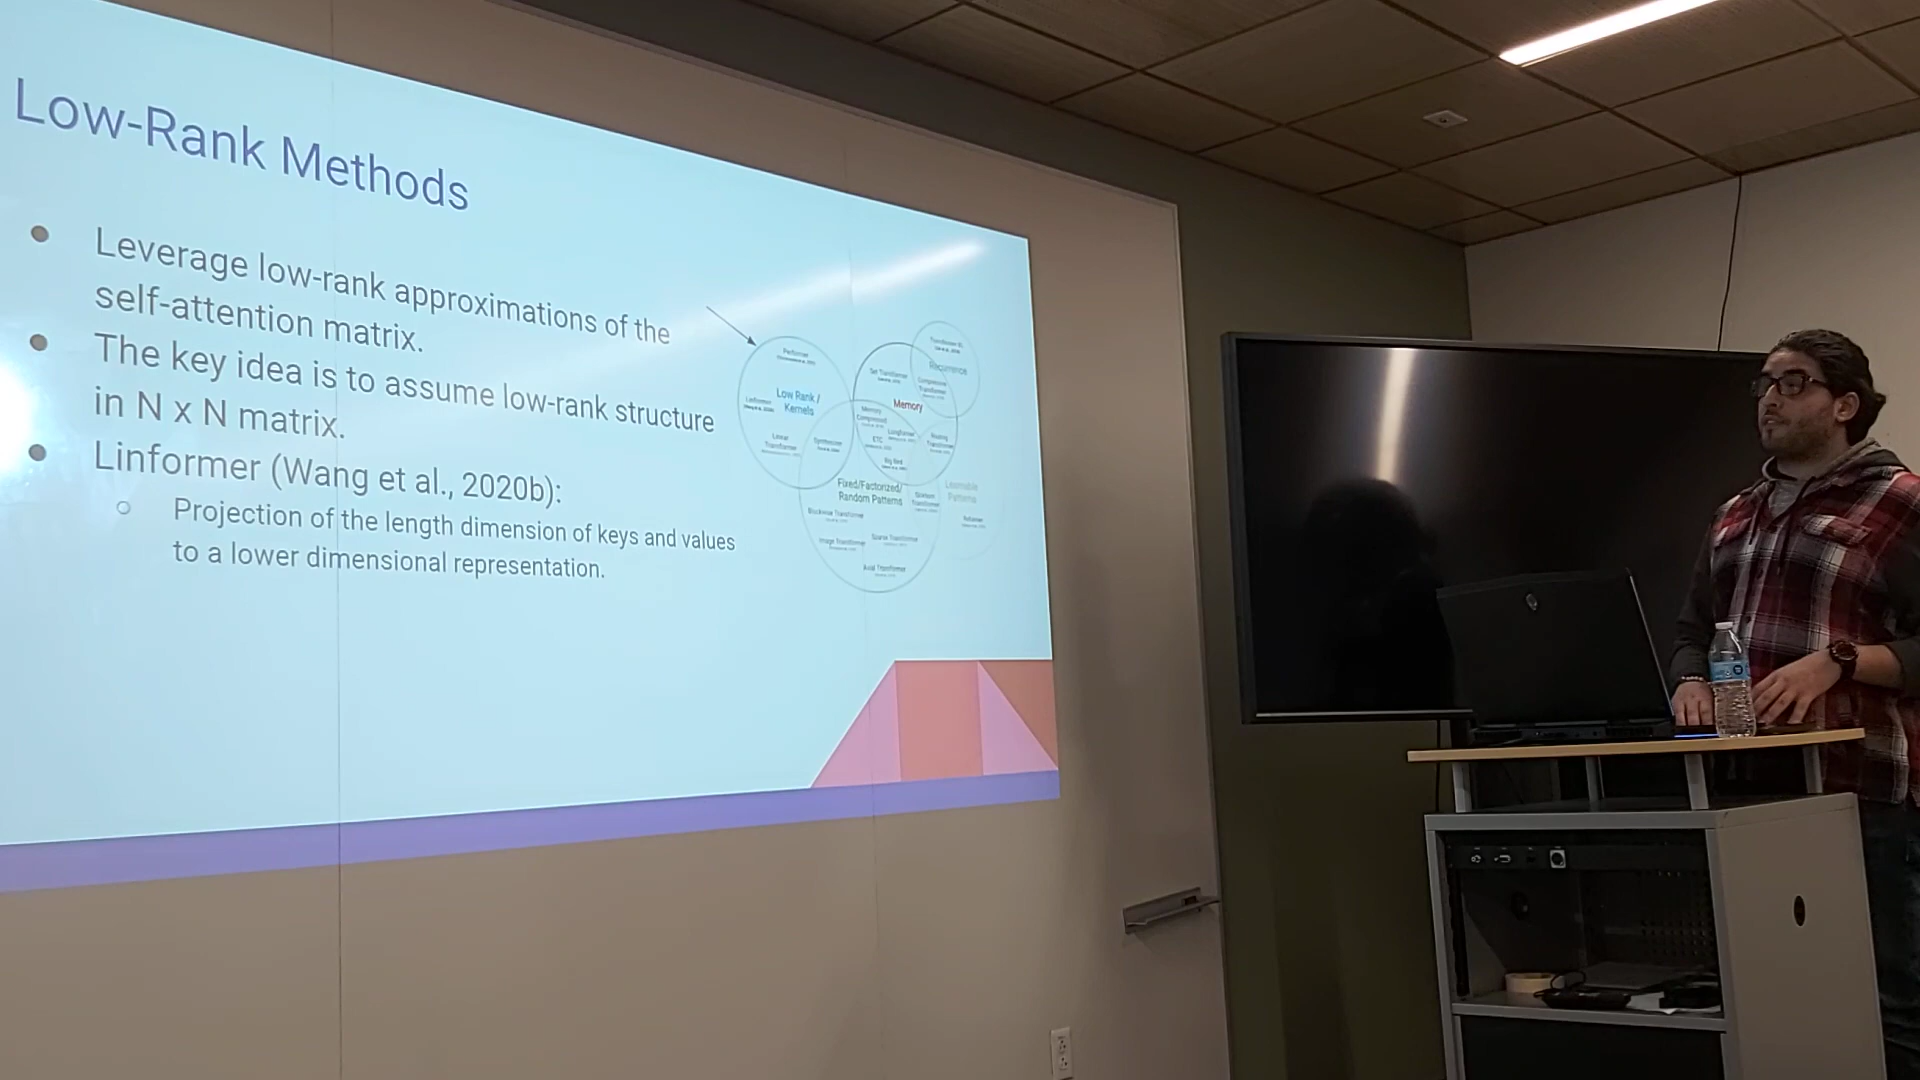 Low-Rank Methods
Leverage low-rank approximations of the
self-attention matrix.
The key idea is to assume low-rank structure
in N x N matrix.
Linformer (Wang et al., 2020b):
Projection of the length dimension of keys and values
to a lower dimensional representation.
Performer
Low Rank /
Kernels
Linformer
Linear
Transformer
Synthesizer
Recurrence
Set Transformer
Compressive
Transformer
Memory
Memory
Compressed
Longformer
ETC
Routing
Transformer
Big Bird
Fixed/Factorized/
Random Patterns
Learnable
Patterns
Sinkhorn
Transformer
Blockwise Transformer
Reformer
Image Transformer
Sparse Transformer
Axial Transformer